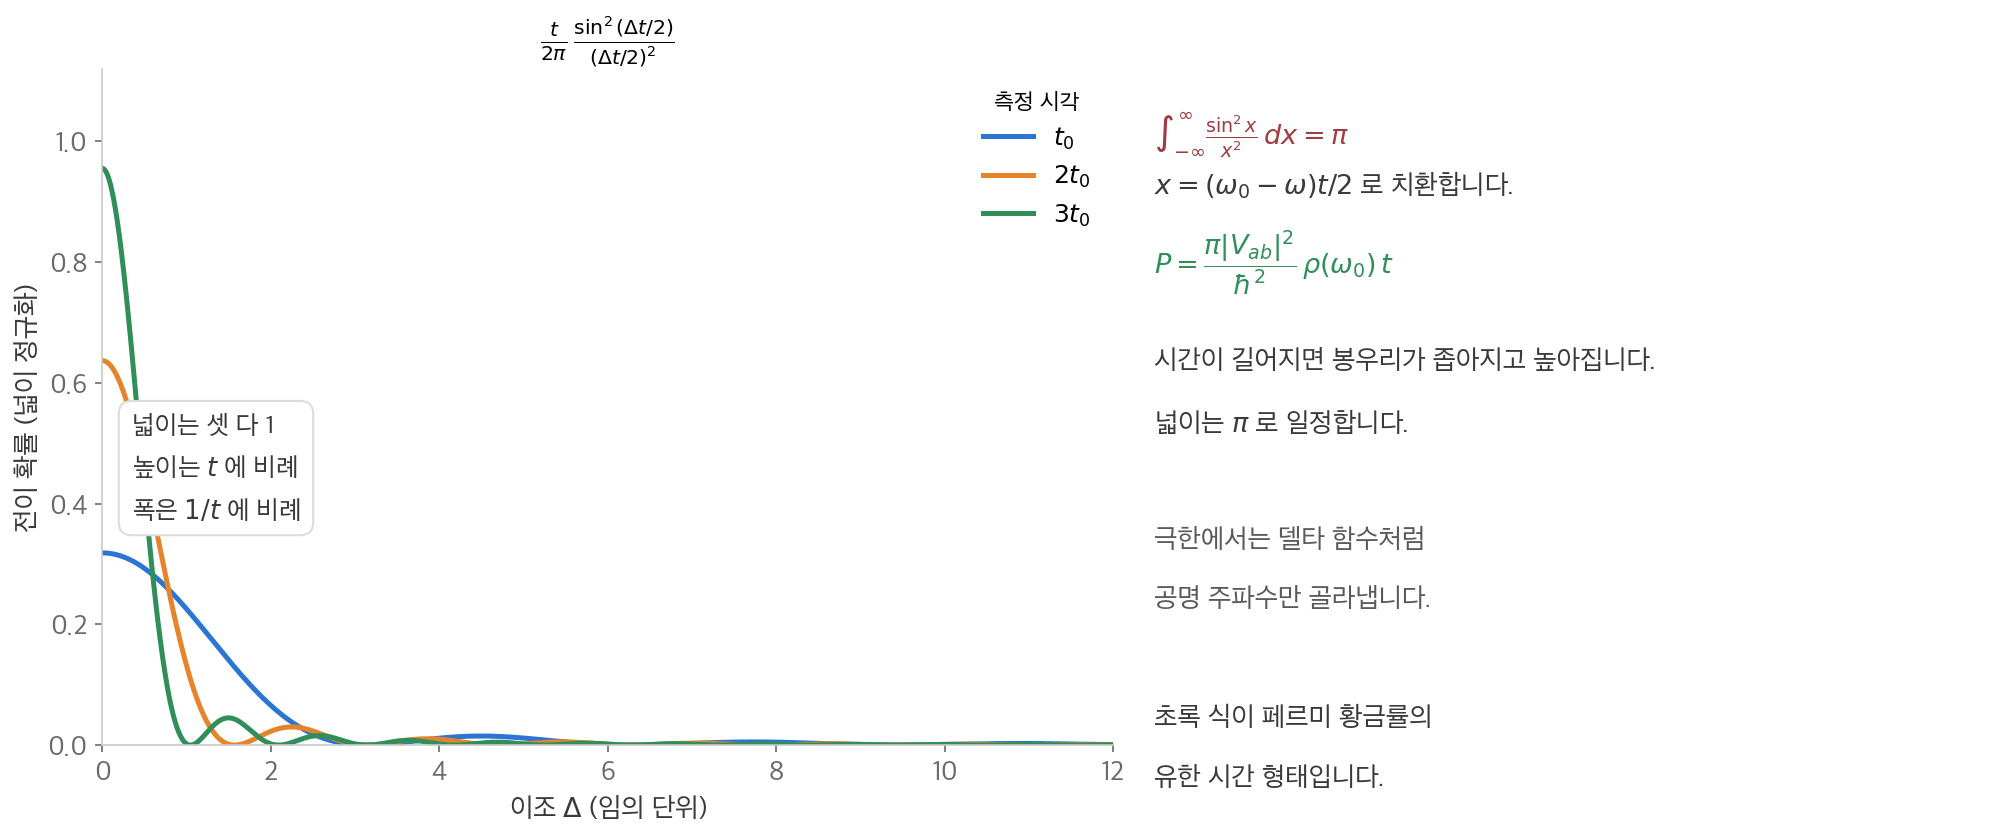 t/2π sin²(Δt/2)/(Δt/2)²
측정 시각
t₀
2t₀
3t₀
전이 확률 (넓이 정규화)
1.0
0.8
0.6
0.4
0.2
0.0
넓이는 셋 다 1
높이는 t 에 비례
폭은 1/t 에 비례
0 2 4 6 8 10 12
이조 Δ (임의 단위)
∫_{-∞}^{∞} sin² x/x² dx = π
x = (ω₀ − ω)t/2 로 치환합니다.
P = π|V_{ab}|²/ħ² ρ(ω₀) t
시간이 길어지면 봉우리가 좁아지고 높아집니다.
넓이는 π 로 일정합니다.
극한에서는 델타 함수처럼
공명 주파수만 골라냅니다.
초록 식이 페르미 황금률의
유한 시간 형태입니다.